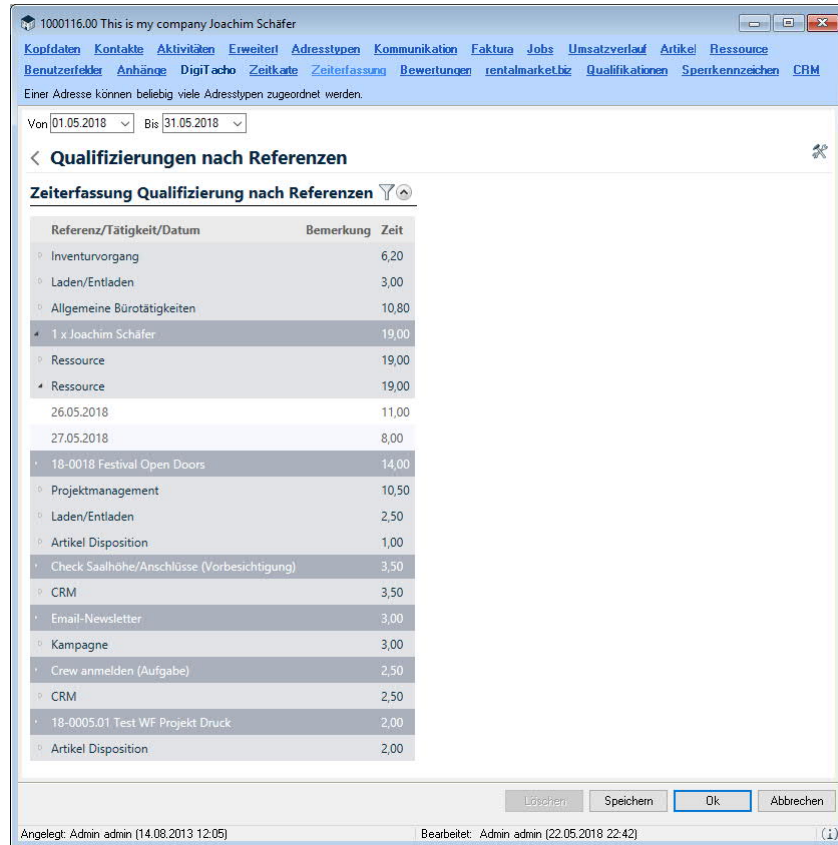 1000116.00 This is my company Joachim Schäfer
Kopfdaten Kontakte Aktivitäten Erweitert Adresstypen Kommunikation Faktura Jobs Umsatzverlauf Artikel Ressource
Benutzerfelder Anhänge DigiTacho Zeitkarte Zeiterfassung Bewertungen rentalmarket.biz Qualifikationen Sperrkennzeichen CRM
Einer Adresse können beliebig viele Adresstypen zugeordnet werden.
Von 01.05.2018 Bis 31.05.2018
Qualifizierungen nach Referenzen
Zeiterfassung Qualifizierung nach Referenzen
Referenz/Tätigkeit/Datum Bemerkung Zeit
Inventurvorgang 6,20
Laden/Entladen 3,00
Allgemeine Bürotätigkeiten 10,80
1 x Joachim Schäfer 19,00
Ressource 19,00
Ressource 19,00
26.05.2018 11,00
27.05.2018 8,00
18-0018 Festival Open Doors 14,00
Projektmanagement 10,50
Laden/Entladen 2,50
Artikel Disposition 1,00
Check Saalhöhe/Anschlüsse (Vorbesichtigung) 3,50
CRM 3,50
Email-Newsletter 3,00
Kampagne 3,00
Crew anmelden (Aufgabe) 2,50
CRM 2,50
18-0005.01 Test WF Projekt Druck 2,00
Artikel Disposition 2,00
Löschen Speichern Ok Abbrechen
Angelegt: Admin admin (14.08.2013 12:05) Bearbeitet: Admin admin (22.05.2018 22:42) (i)